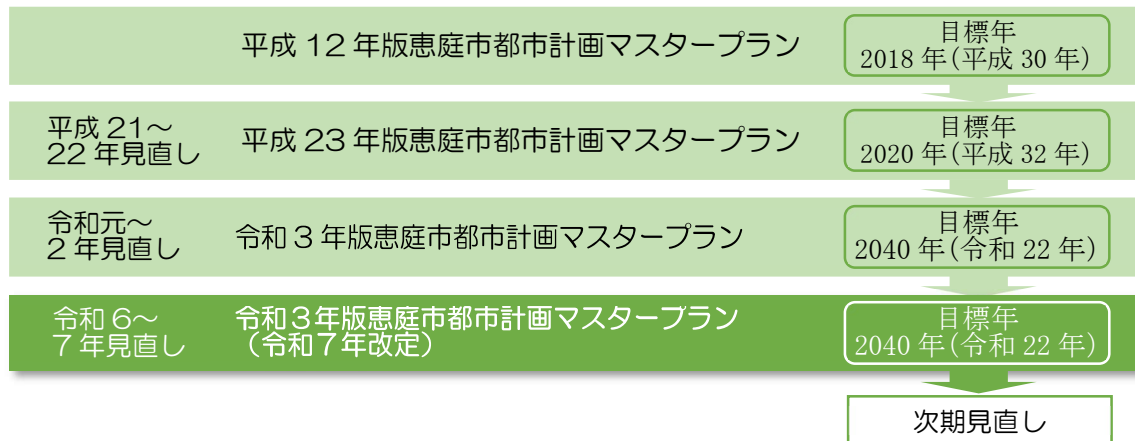 平成 12 年版恵庭市都市計画マスタープラン
目標年
2018 年(平成 30 年)
平成 21～
22 年見直し
平成 23 年版恵庭市都市計画マスタープラン
目標年
2020 年(平成 32 年)
令和元～
2 年見直し
令和 3 年版恵庭市都市計画マスタープラン
目標年
2040 年(令和 22 年)
令和 6～
7 年見直し
令和３年版恵庭市都市計画マスタープラン
（令和７年改定）
目標年
2040 年(令和 22 年)
次期見直し